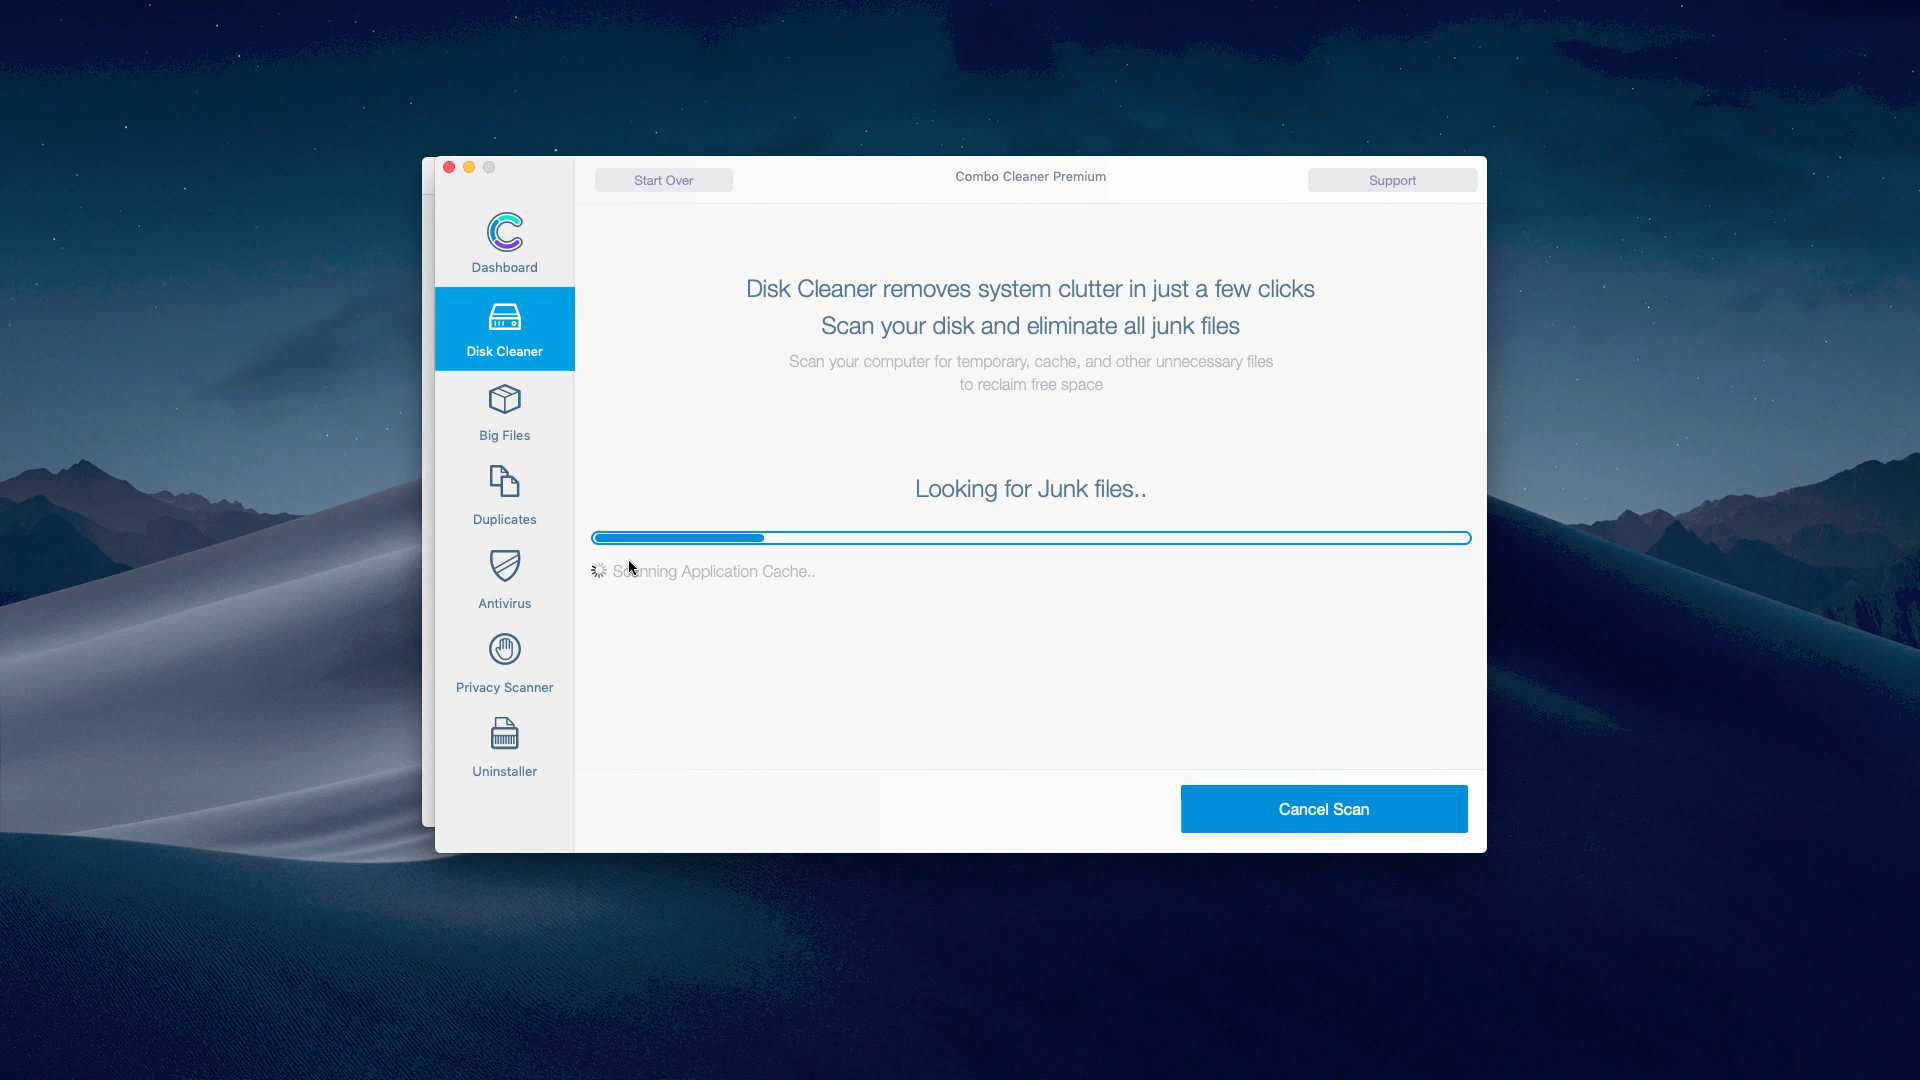 Start Over
Combo Cleaner Premium
Support
Dashboard
Disk Cleaner
Big Files
Duplicates
Antivirus
Privacy Scanner
Uninstaller
Disk Cleaner removes system clutter in just a few clicks
Scan your disk and eliminate all junk files
Scan your computer for temporary, cache, and other unnecessary files
to reclaim free space
Looking for Junk files..
Scanning Application Cache..
Cancel Scan